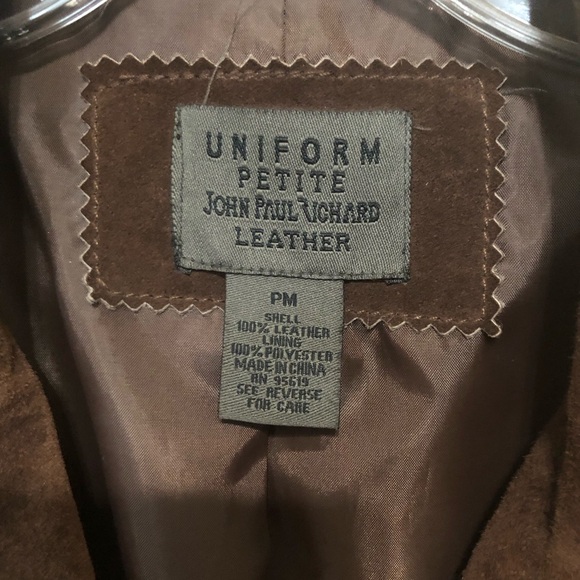 UNIFORM
PETITE
JOHN PAUL RICHARD
LEATHER
PM
SHELL
100% LEATHER
LINING
100% POLYESTER
MADE IN CHINA
RN 95619
SEE REVERSE
FOR CARE